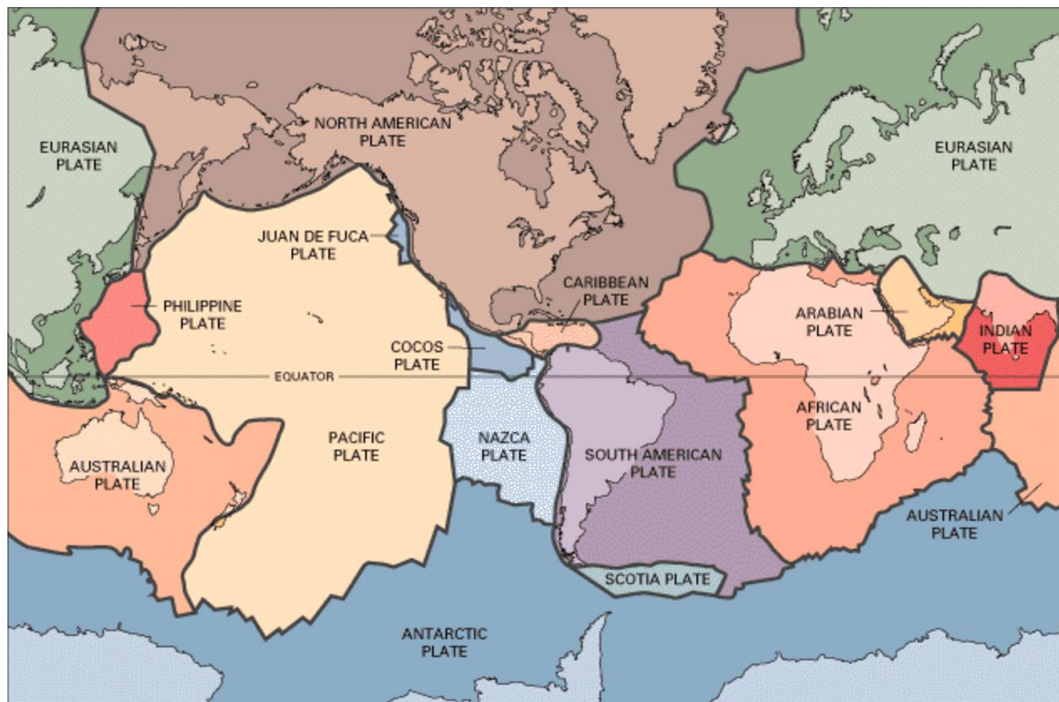 NORTH AMERICAN
PLATE
EURASIAN
PLATE
EURASIAN
PLATE
JUAN DE FUCA
PLATE
CARIBBEAN
PLATE
PHILIPPINE
PLATE
ARABIAN
PLATE
INDIAN
PLATE
COCOS
PLATE
EQUATOR
AFRICAN
PLATE
PACIFIC
PLATE
NAZCA
PLATE
SOUTH AMERICAN
PLATE
AUSTRALIAN
PLATE
AUSTRALIAN
PLATE
SCOTIA PLATE
ANTARCTIC
PLATE